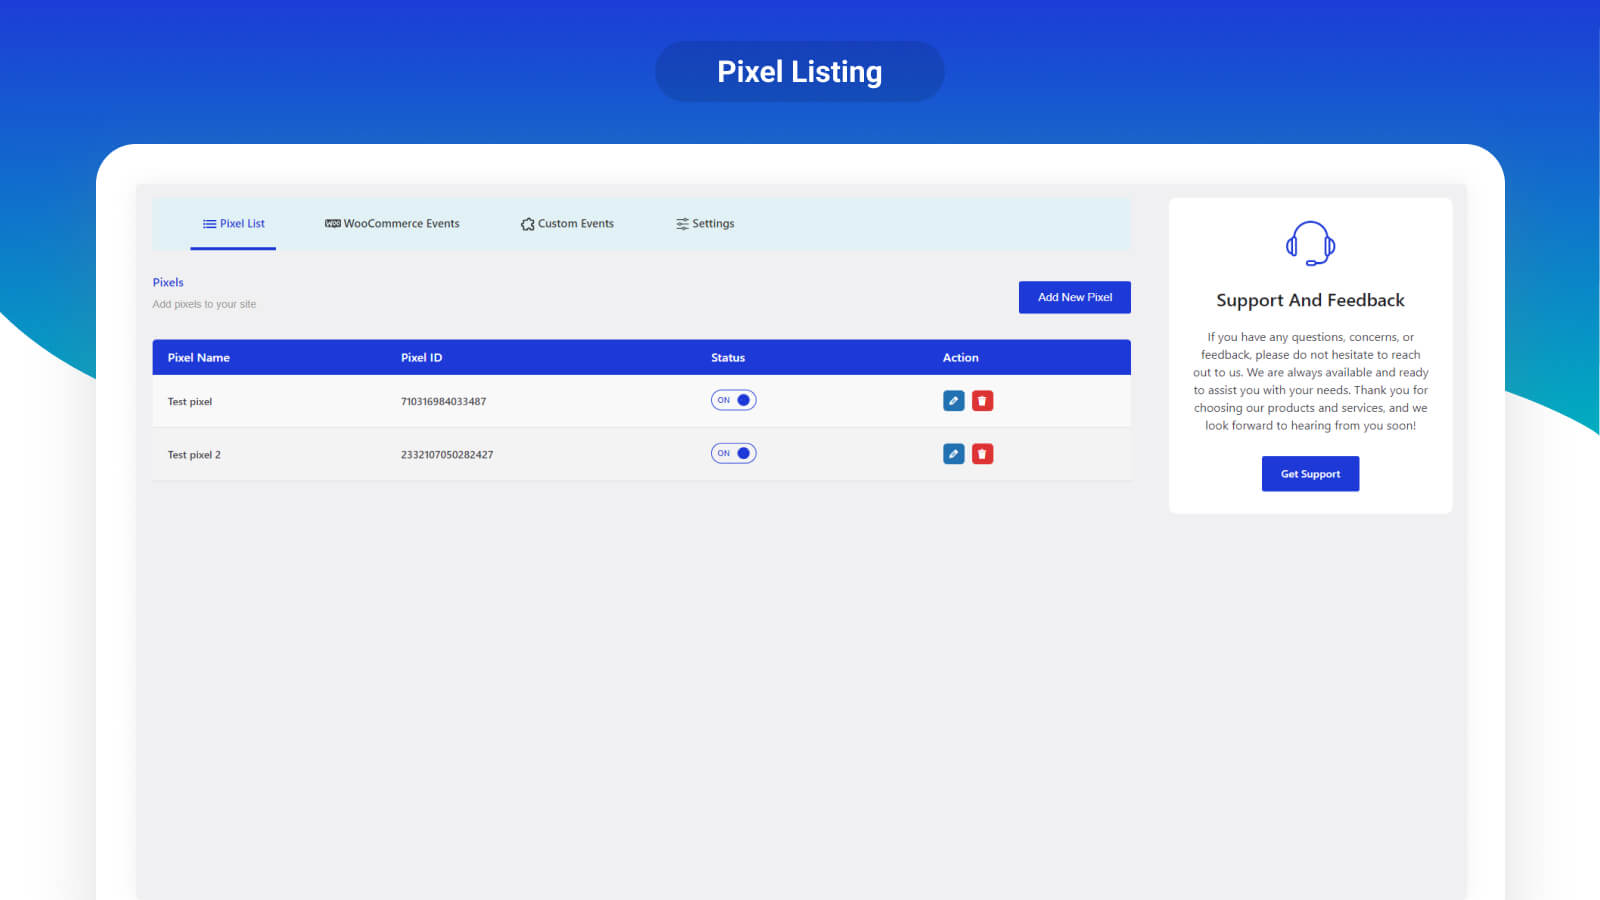 Pixel Listing
Pixel List WooCommerce Events Custom Events Settings
Pixels
Add pixels to your site
Add New Pixel
Pixel Name Pixel ID Status Action
Test pixel 710316984033487 ON
Test pixel 2 2332107050282427 ON
Support And Feedback
If you have any questions, concerns, or
feedback, please do not hesitate to reach
out to us. We are always available and ready
to assist you with your needs. Thank you for
choosing our products and services, and we
look forward to hearing from you soon!
Get Support